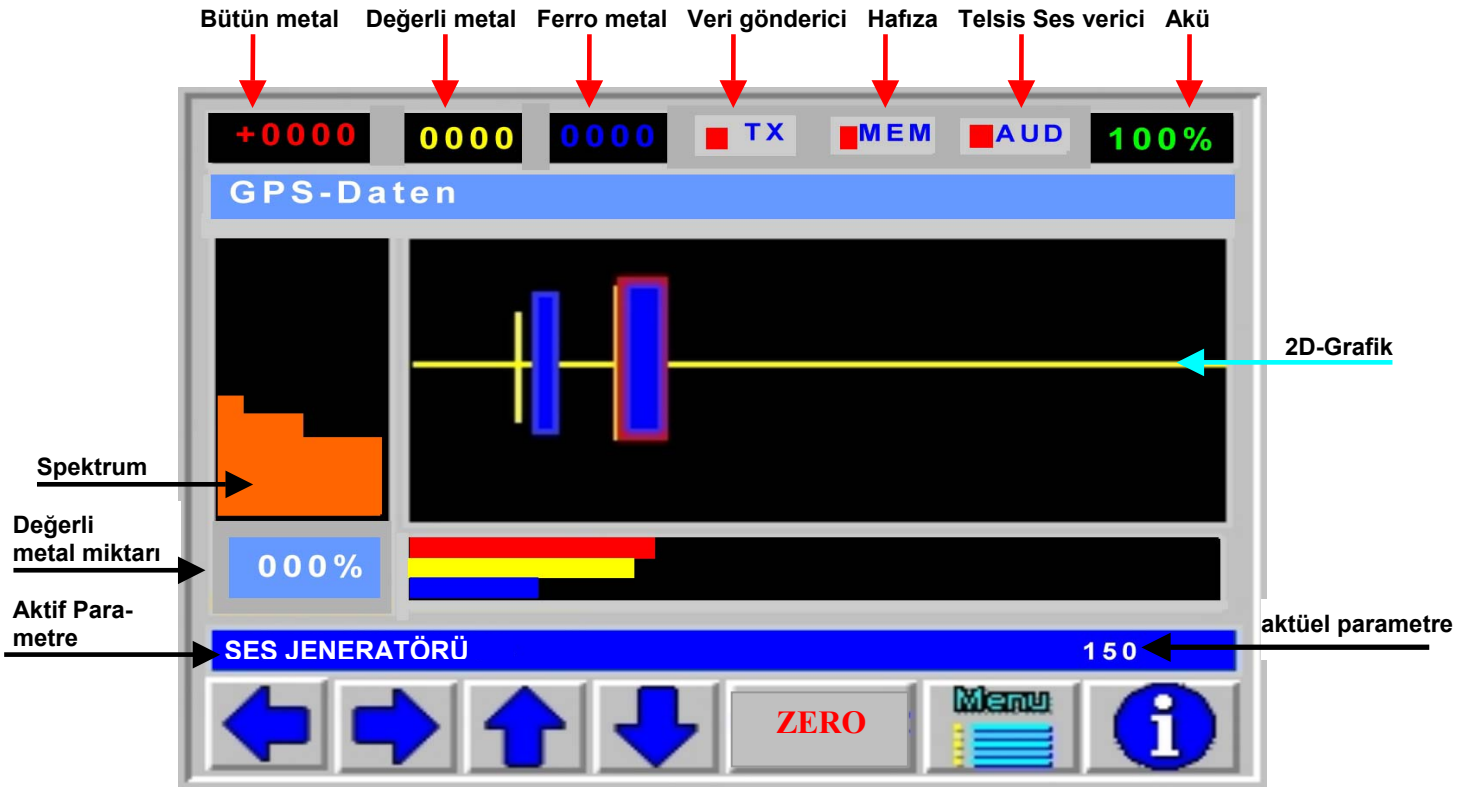 Bütün metal Değerli metal Ferro metal Veri gönderici Hafıza Telsis Ses verici Akü
+0000 0000 0000 TX MEM AUD 100%
GPS-Daten
2D-Grafik
Spektrum
Değerli
metal miktarı
000%
Aktif Para-
metre
aktüel parametre
SES JENERATÖRÜ 150
ZERO
Menu
i